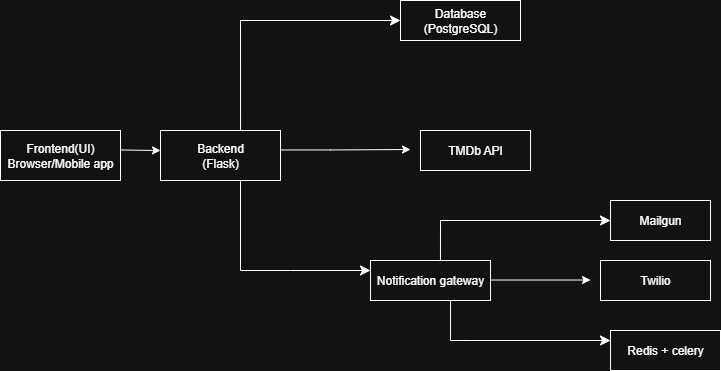 Database
(PostgreSQL)
Frontend(UI)
Browser/Mobile app
Backend
(Flask)
TMDb API
Mailgun
Notification gateway
Twilio
Redis + celery